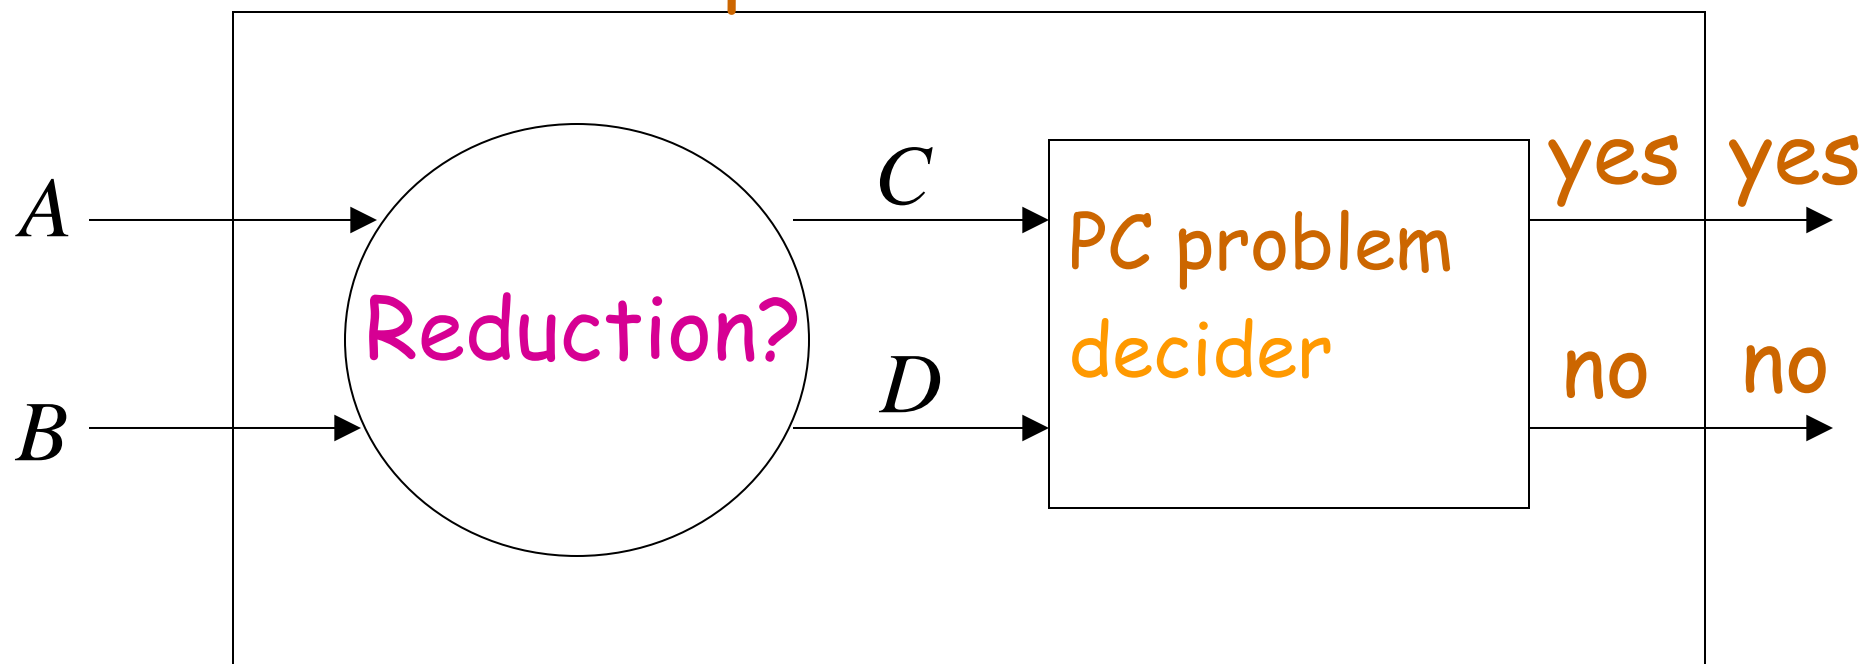 A
B
Reduction?
C
D
PC problem
decider
yes yes
no no